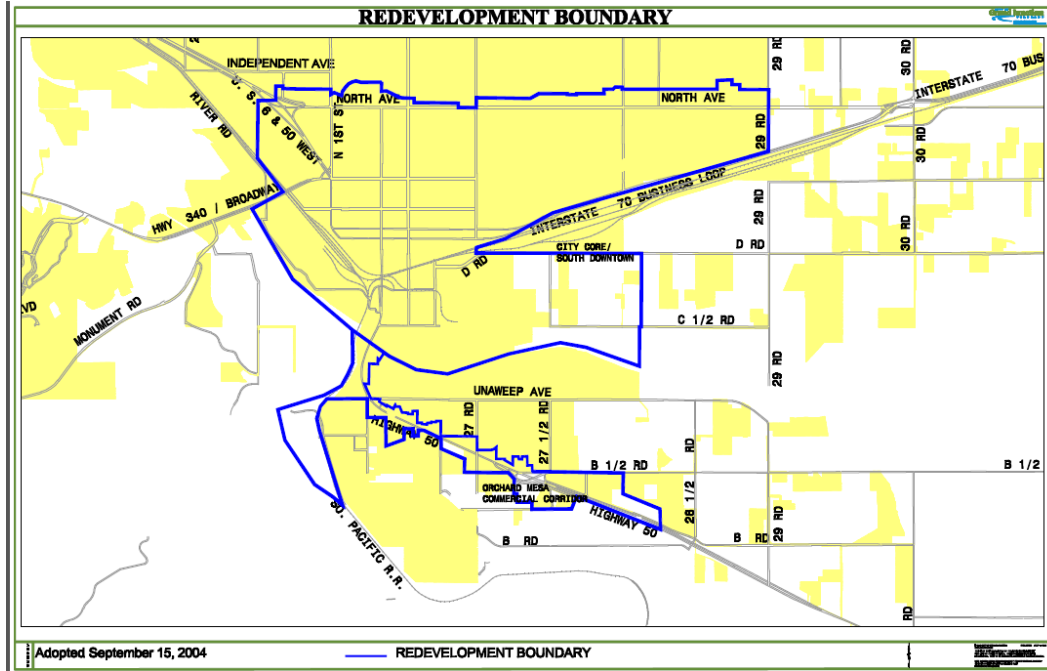 REDEVELOPMENT BOUNDARY
Grand Junction
INDEPENDENT AVE
U. S. 6 & 50 WEST
RIVER RD
N 1ST ST
NORTH AVE
NORTH AVE
29 RD
30 RD
INTERSTATE 70 BUS
29 RD
30 RD
HWY 340 / BROADWAY
INTERSTATE 70 BUSINESS LOOP
29 RD
30 RD
D RD
CITY CORE/
SOUTH DOWNTOWN
D RD
LVD
MONUMENT RD
C 1/2 RD
29 RD
UNAWEEP AVE
HIGHWAY 50
27 RD
27 1/2 RD
RD
B 1/2 RD
B 1/2
ORCHARD MESA
COMMERCIAL CORRIDOR
28 1/2
HIGHWAY 50
29 RD
SO. PACIFIC R.R.
B RD
B RD
RD
Adopted September 15, 2004
REDEVELOPMENT BOUNDARY